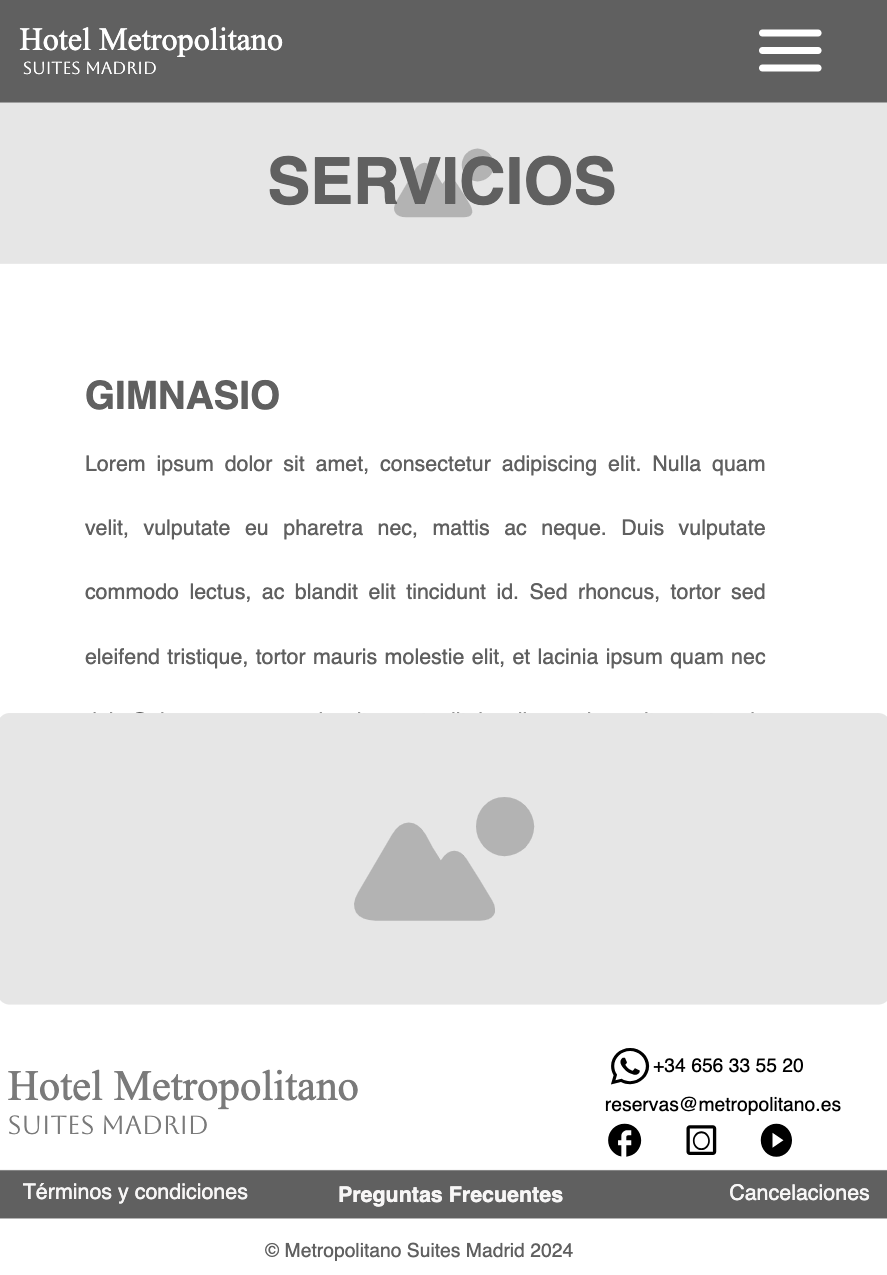 Hotel Metropolitano
SUITES MADRID
SERVICIOS
GIMNASIO
Lorem ipsum dolor sit amet, consectetur adipiscing elit. Nulla quam
velit, vulputate eu pharetra nec, mattis ac neque. Duis vulputate
commodo lectus, ac blandit elit tincidunt id. Sed rhoncus, tortor sed
eleifend tristique, tortor mauris molestie elit, et lacinia ipsum quam nec
Hotel Metropolitano
SUITES MADRID
+34 656 33 55 20
reservas@metropolitano.es
Términos y condiciones
Preguntas Frecuentes
Cancelaciones
© Metropolitano Suites Madrid 2024